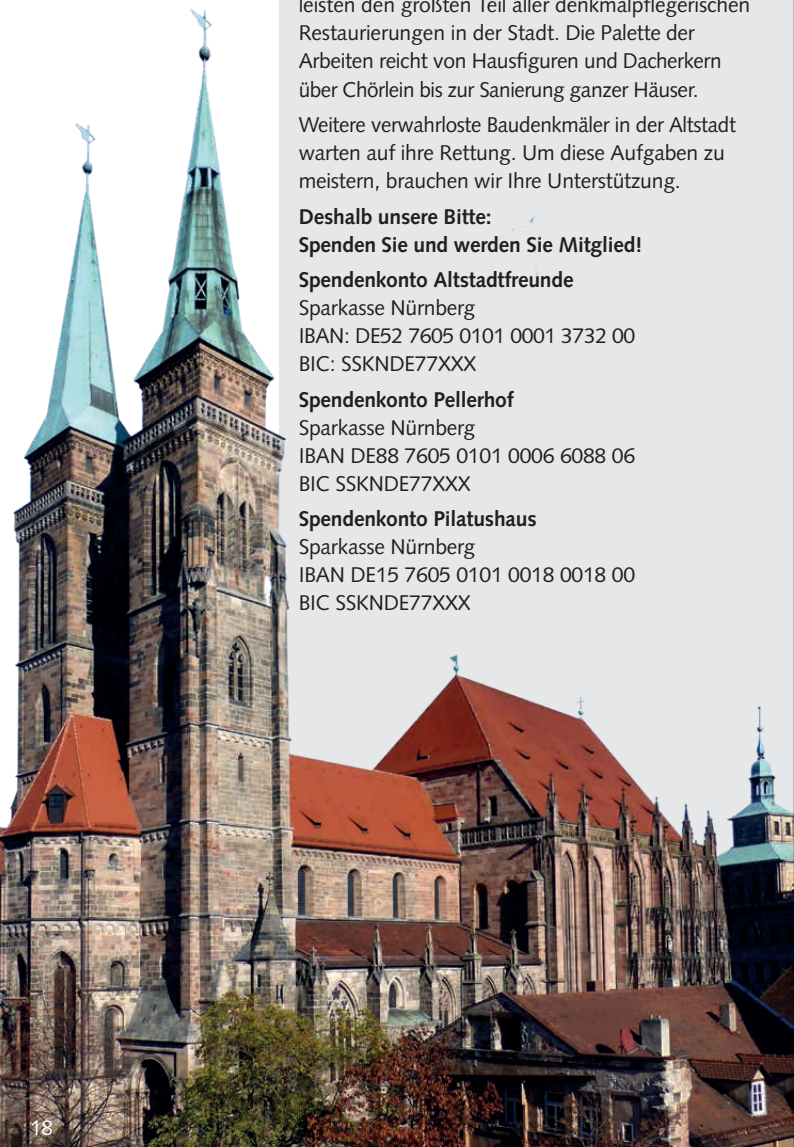 leisten den größten Teil aller denkmalpflegerischen
Restaurierungen in der Stadt. Die Palette der
Arbeiten reicht von Hausfiguren und Dacherkern
über Chörlein bis zur Sanierung ganzer Häuser.
Weitere verwahrloste Baudenkmäler in der Altstadt
warten auf ihre Rettung. Um diese Aufgaben zu
meistern, brauchen wir Ihre Unterstützung.
Deshalb unsere Bitte:
Spenden Sie und werden Sie Mitglied!
Spendenkonto Altstadtfreunde
Sparkasse Nürnberg
IBAN: DE52 7605 0101 0001 3732 00
BIC: SSKNDE77XXX
Spendenkonto Pellerhof
Sparkasse Nürnberg
IBAN DE88 7605 0101 0006 6088 06
BIC SSKNDE77XXX
Spendenkonto Pilatushaus
Sparkasse Nürnberg
IBAN DE15 7605 0101 0018 0018 00
BIC SSKNDE77XXX
18